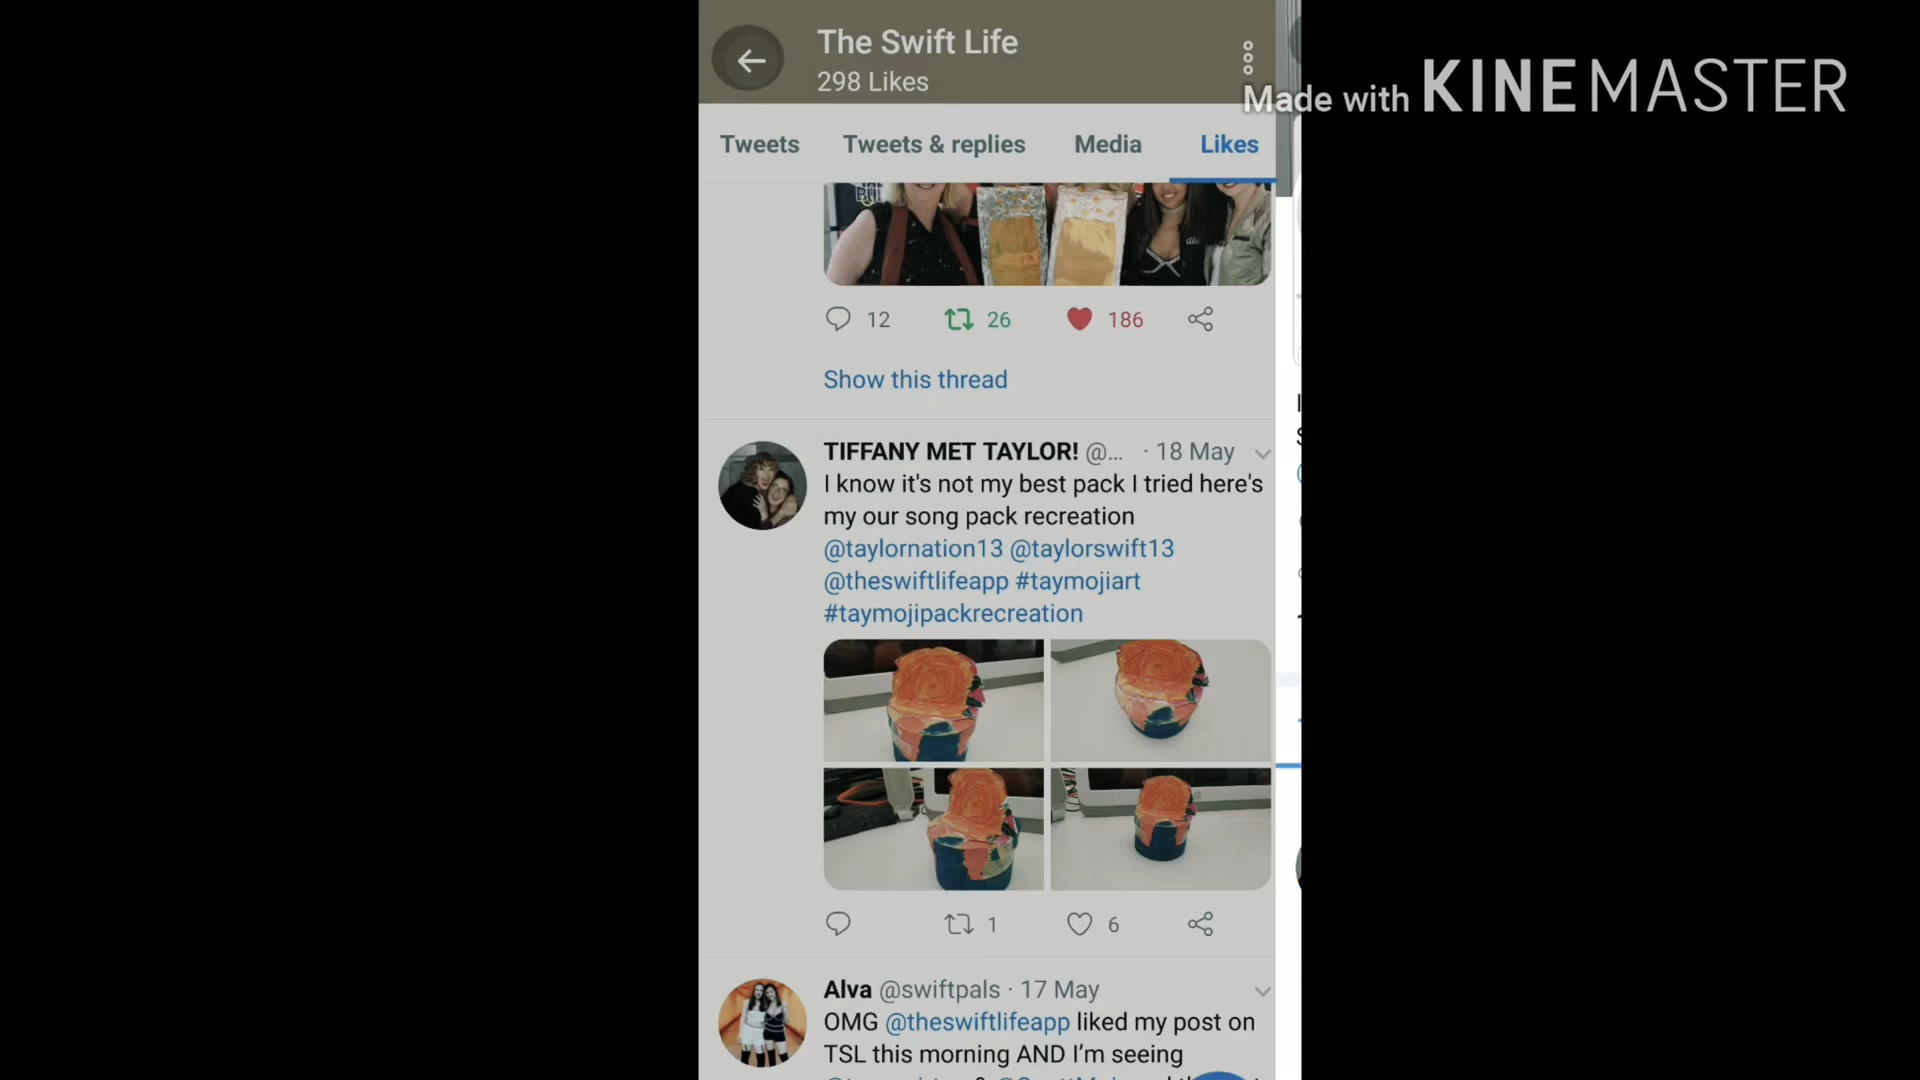 The Swift Life
298 Likes
Made with KINEMASTER
Tweets Tweets & replies Media Likes
12 26 186
Show this thread
TIFFANY MET TAYLOR! @... · 18 May
I know it's not my best pack I tried here's
my our song pack recreation
@taylornation13 @taylorswift13
@theswiftlifeapp #taymojiart
#taymojipackrecreation
1 6
Alva @swiftpals · 17 May
OMG @theswiftlifeapp liked my post on
TSL this morning AND I'm seeing